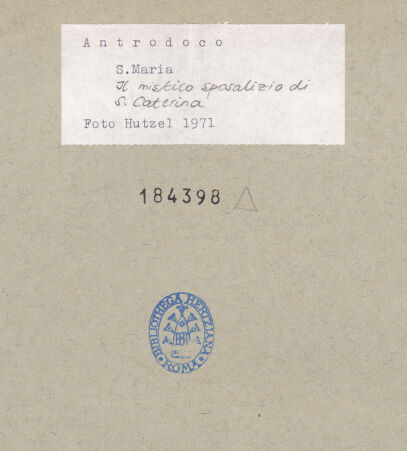 Antrodoco
S.Maria
Il mistico sposalizio di
S. Caterina
Foto Hutzel 1971
184398
BIBLIOTHECA HERTZIANA
ROMA